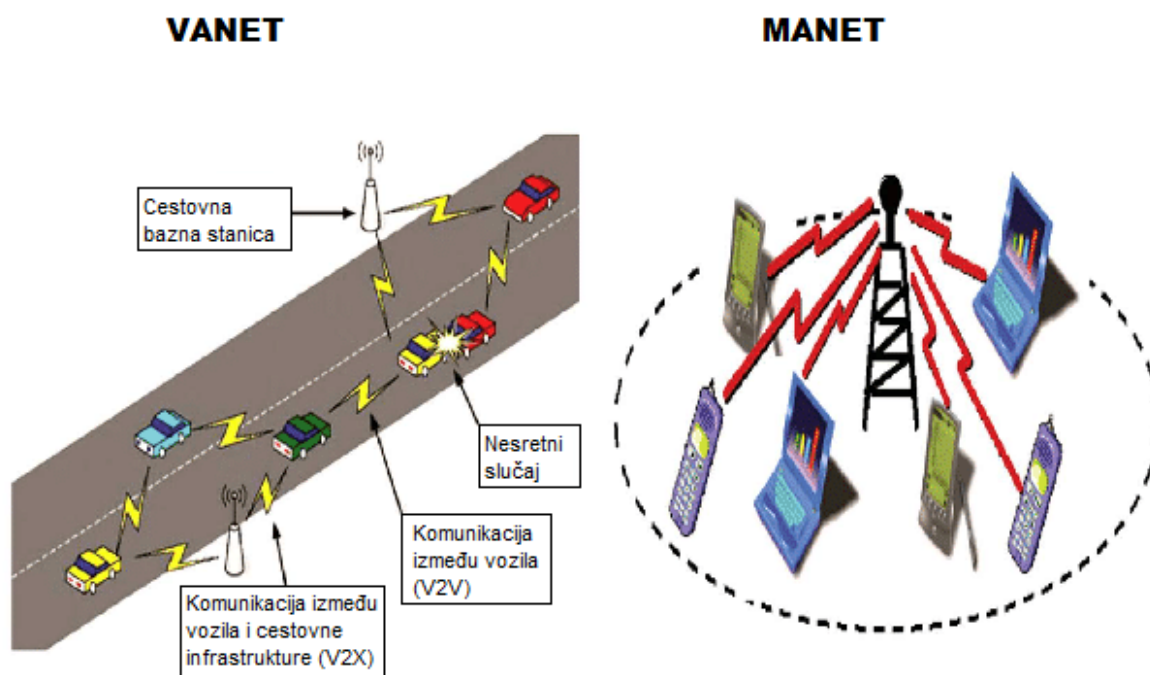 VANET
MANET
Cestovna
bazna stanica
Nesretni
slučaj
Komunikacija
između vozila
(V2V)
Komunikacija između
vozila i cestovne
infrastrukture (V2X)